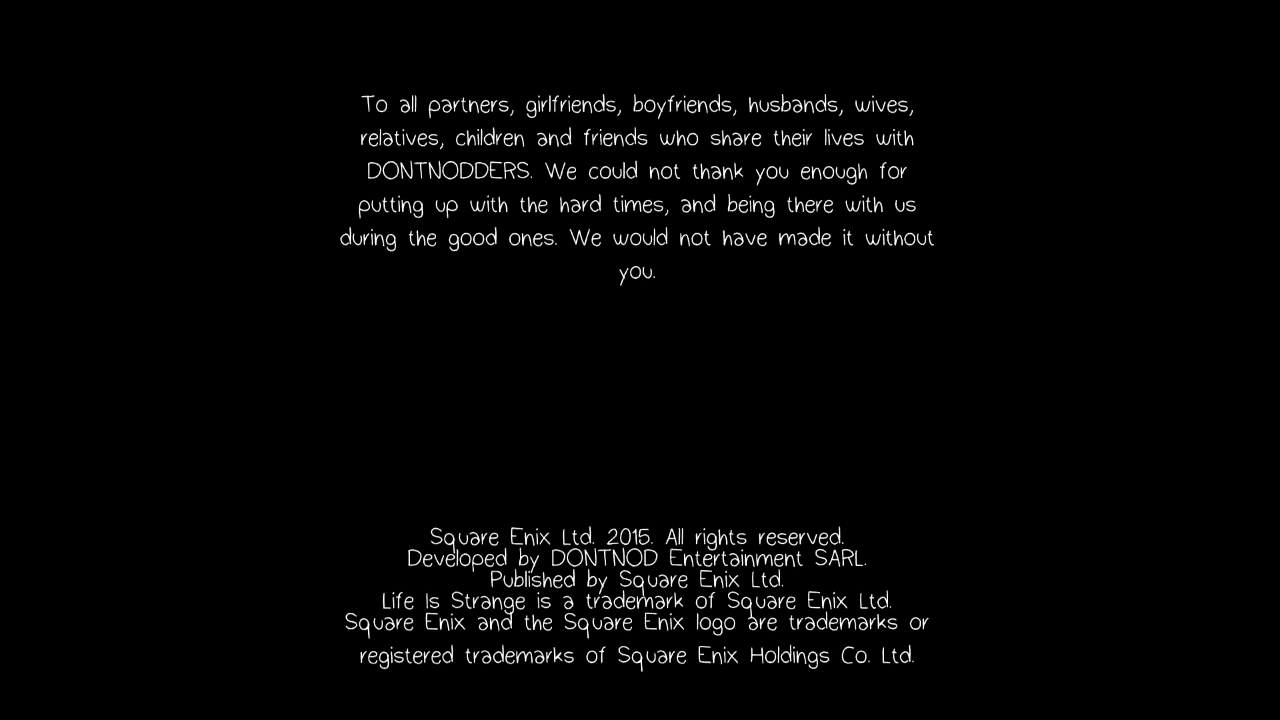 To all partners, girlfriends, boyfriends, husbands, wives,
relatives, children and friends who share their lives with
DONTNODDERS. We could not thank you enough for
putting up with the hard times, and being there with us
during the good ones. We would not have made it without
you.
Square Enix Ltd. 2015. All rights reserved.
Developed by DONTNOD Entertainment SARL.
Published by Square Enix Ltd.
Life Is Strange is a trademark of Square Enix Ltd.
Square Enix and the Square Enix logo are trademarks or
registered trademarks of Square Enix Holdings Co. Ltd.